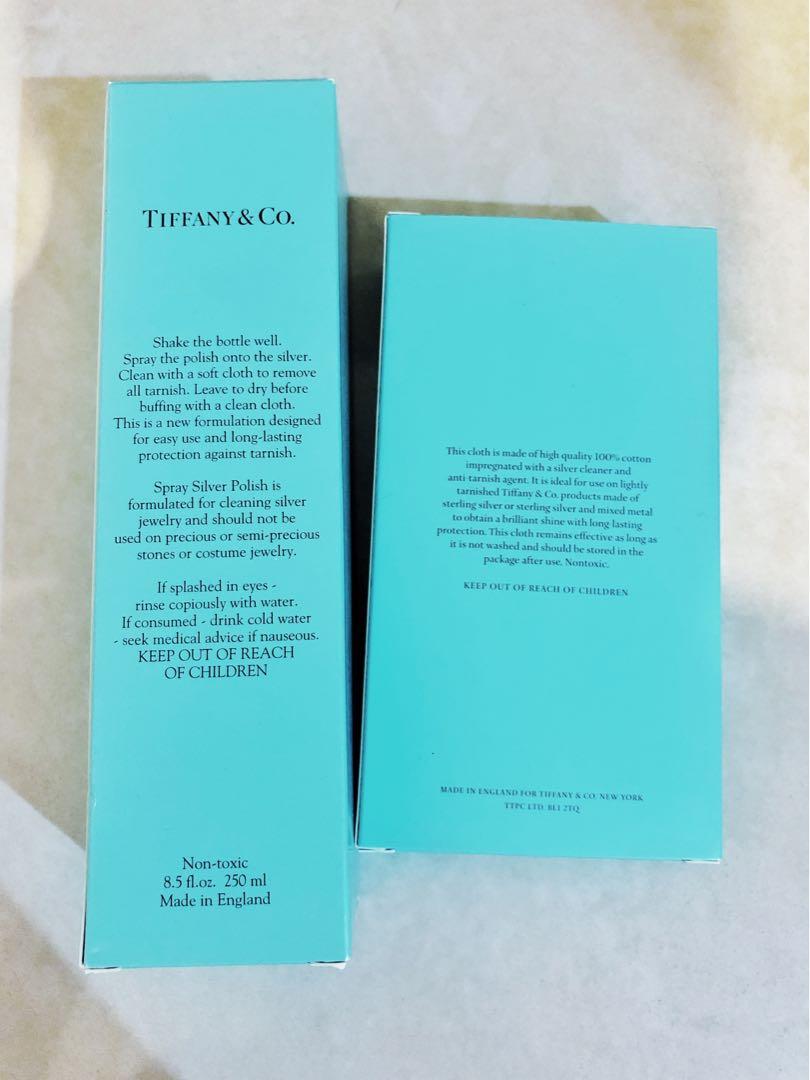 TIFFANY & CO.
Shake the bottle well.
Spray the polish onto the silver.
Clean with a soft cloth to remove
all tarnish. Leave to dry before
buffing with a clean cloth.
This is a new formulation designed
for easy use and long-lasting
protection against tarnish.
Spray Silver Polish is
formulated for cleaning silver
jewelry and should not be
used on precious or semi-precious
stones or costume jewelry.
If splashed in eyes -
rinse copiously with water.
If consumed - drink cold water
- seek medical advice if nauseous.
KEEP OUT OF REACH
OF CHILDREN
Non-toxic
8.5 fl.oz. 250 ml
Made in England
This cloth is made of high quality 100% cotton
impregnated with a silver cleaner and
anti-tarnish agent. It is ideal for use on lightly
tarnished Tiffany & Co. products made of
sterling silver or sterling silver and mixed metal
to obtain a brilliant shine with long-lasting
protection. This cloth remains effective as long as
it is not washed and should be stored in the
package after use. Nontoxic.
KEEP OUT OF REACH OF CHILDREN
MADE IN ENGLAND FOR TIFFANY & CO. NEW YORK
TTPC LTD. BL1 2TQ